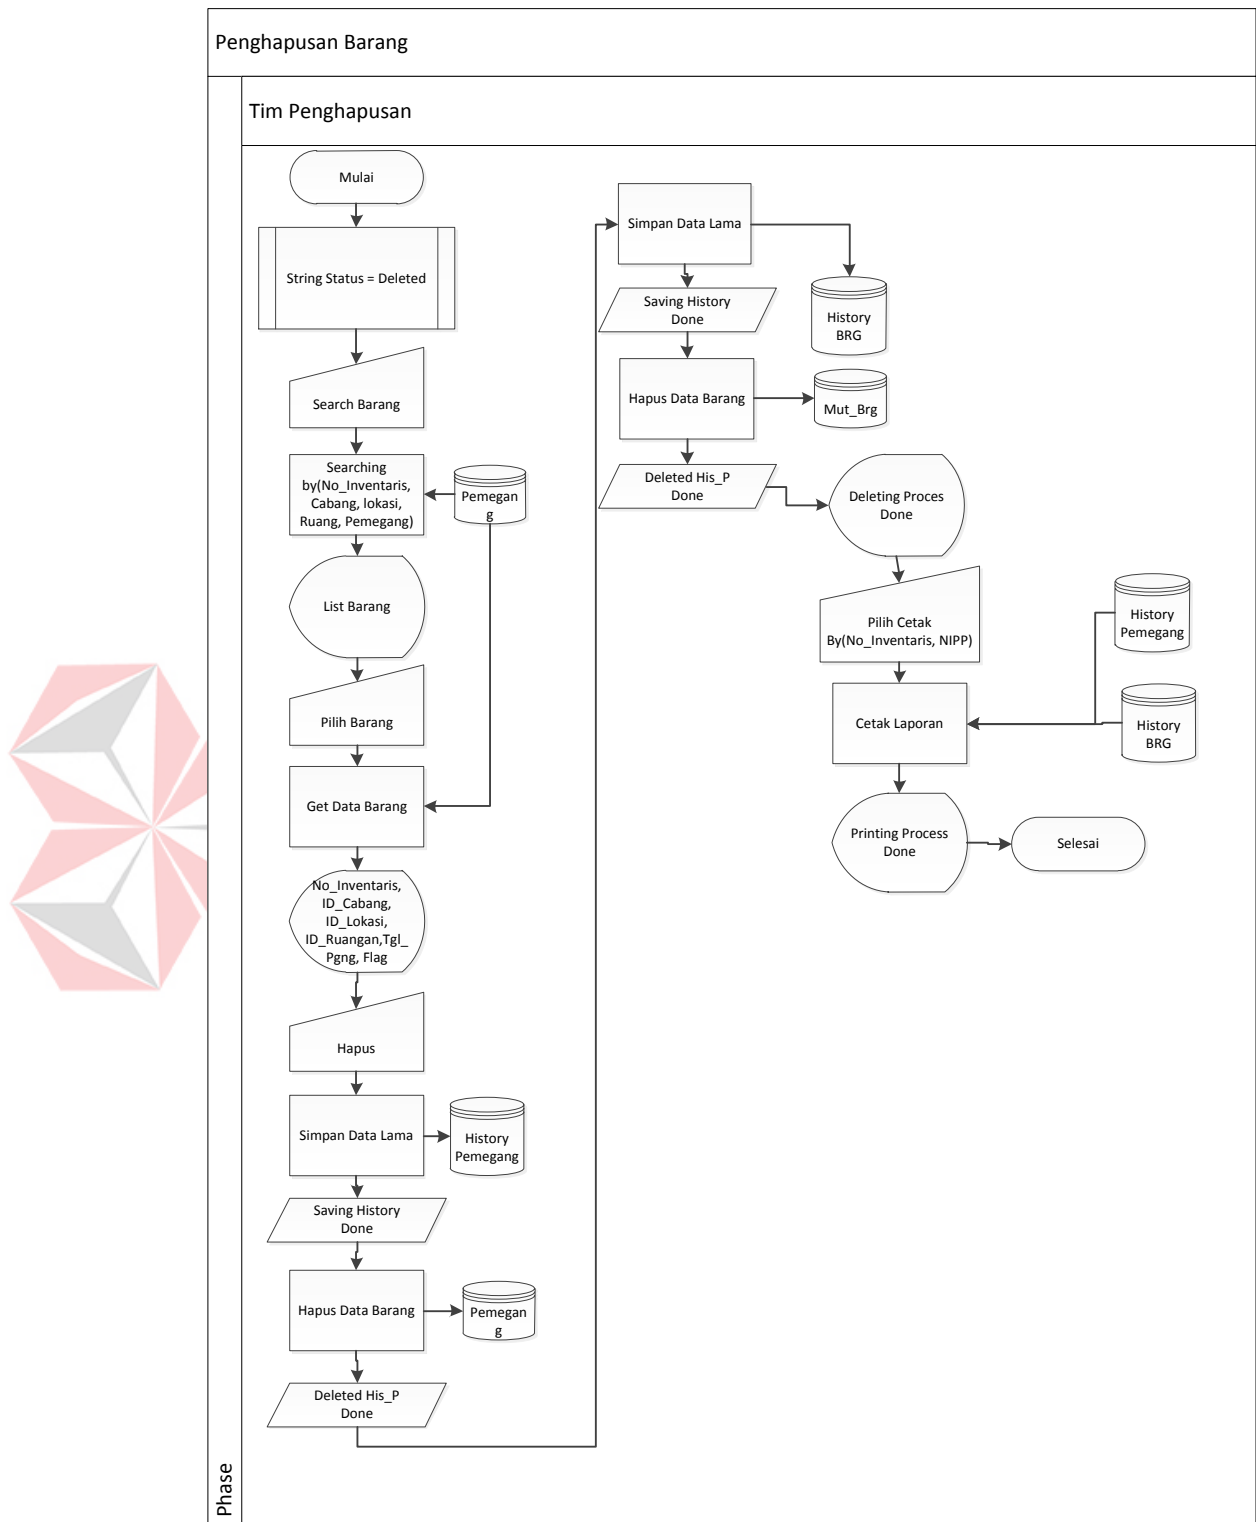 Penghapusan Barang
Tim Penghapusan
Phase
Mulai
String Status = Deleted
Search Barang
Searching
by(No_Inventaris,
Cabang, lokasi,
Ruang, Pemegang)
Pemegan
g
List Barang
Pilih Barang
Get Data Barang
No_Inventaris,
ID_Cabang,
ID_Lokasi,
ID_Ruangan,Tgl_
Pgng, Flag
Hapus
Simpan Data Lama
History
Pemegang
Saving History
Done
Hapus Data Barang
Pemegan
g
Deleted His_P
Done
Simpan Data Lama
History
BRG
Saving History
Done
Hapus Data Barang
Mut_Brg
Deleted His_P
Done
Deleting Proces
Done
Pilih Cetak
By(No_Inventaris, NIPP)
History
Pemegang
Cetak Laporan
History
BRG
Printing Process
Done
Selesai